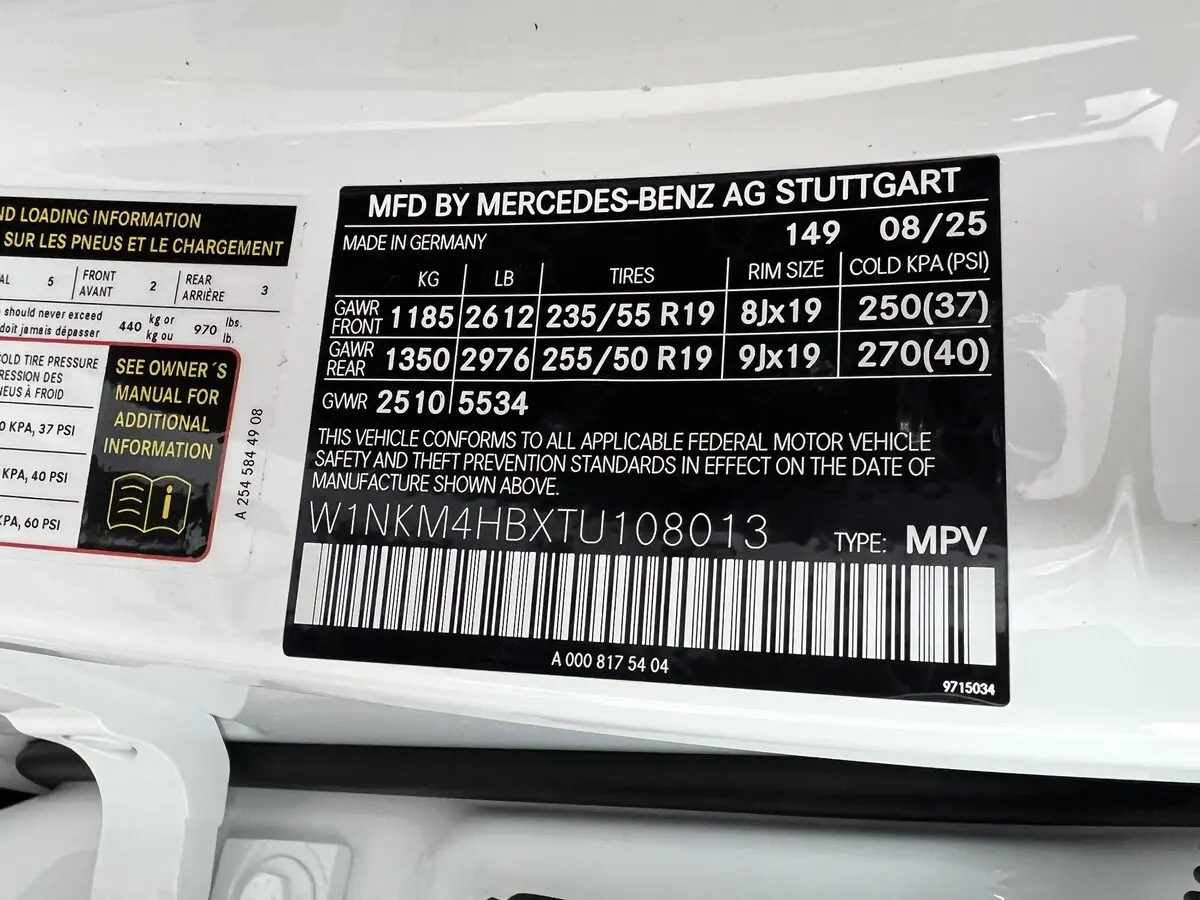 ND LOADING INFORMATION
SUR LES PNEUS ET LE CHARGEMENT
5 FRONT AVANT 2 REAR ARRIÈRE 3
should never exceed
doit jamais dépasser
440 kg or kg ou 970 lbs. lb.
COLD TIRE PRESSURE
DES
À FROID
KPA, 37 PSI
KPA, 40 PSI
KPA, 60 PSI
SEE OWNER´S
MANUAL FOR
ADDITIONAL
INFORMATION
A 254 584 49 08
MFD BY MERCEDES-BENZ AG STUTTGART
MADE IN GERMANY 149 08/25
KG LB TIRES RIM SIZE COLD KPA (PSI)
GAWR FRONT 1185 2612 235/55 R19 8Jx19 250(37)
GAWR REAR 1350 2976 255/50 R19 9Jx19 270(40)
GVWR 2510 5534
THIS VEHICLE CONFORMS TO ALL APPLICABLE FEDERAL MOTOR VEHICLE
SAFETY AND THEFT PREVENTION STANDARDS IN EFFECT ON THE DATE OF
MANUFACTURE SHOWN ABOVE.
W1NKM4HBXTU108013 TYPE: MPV
A 000 817 54 04
9715034